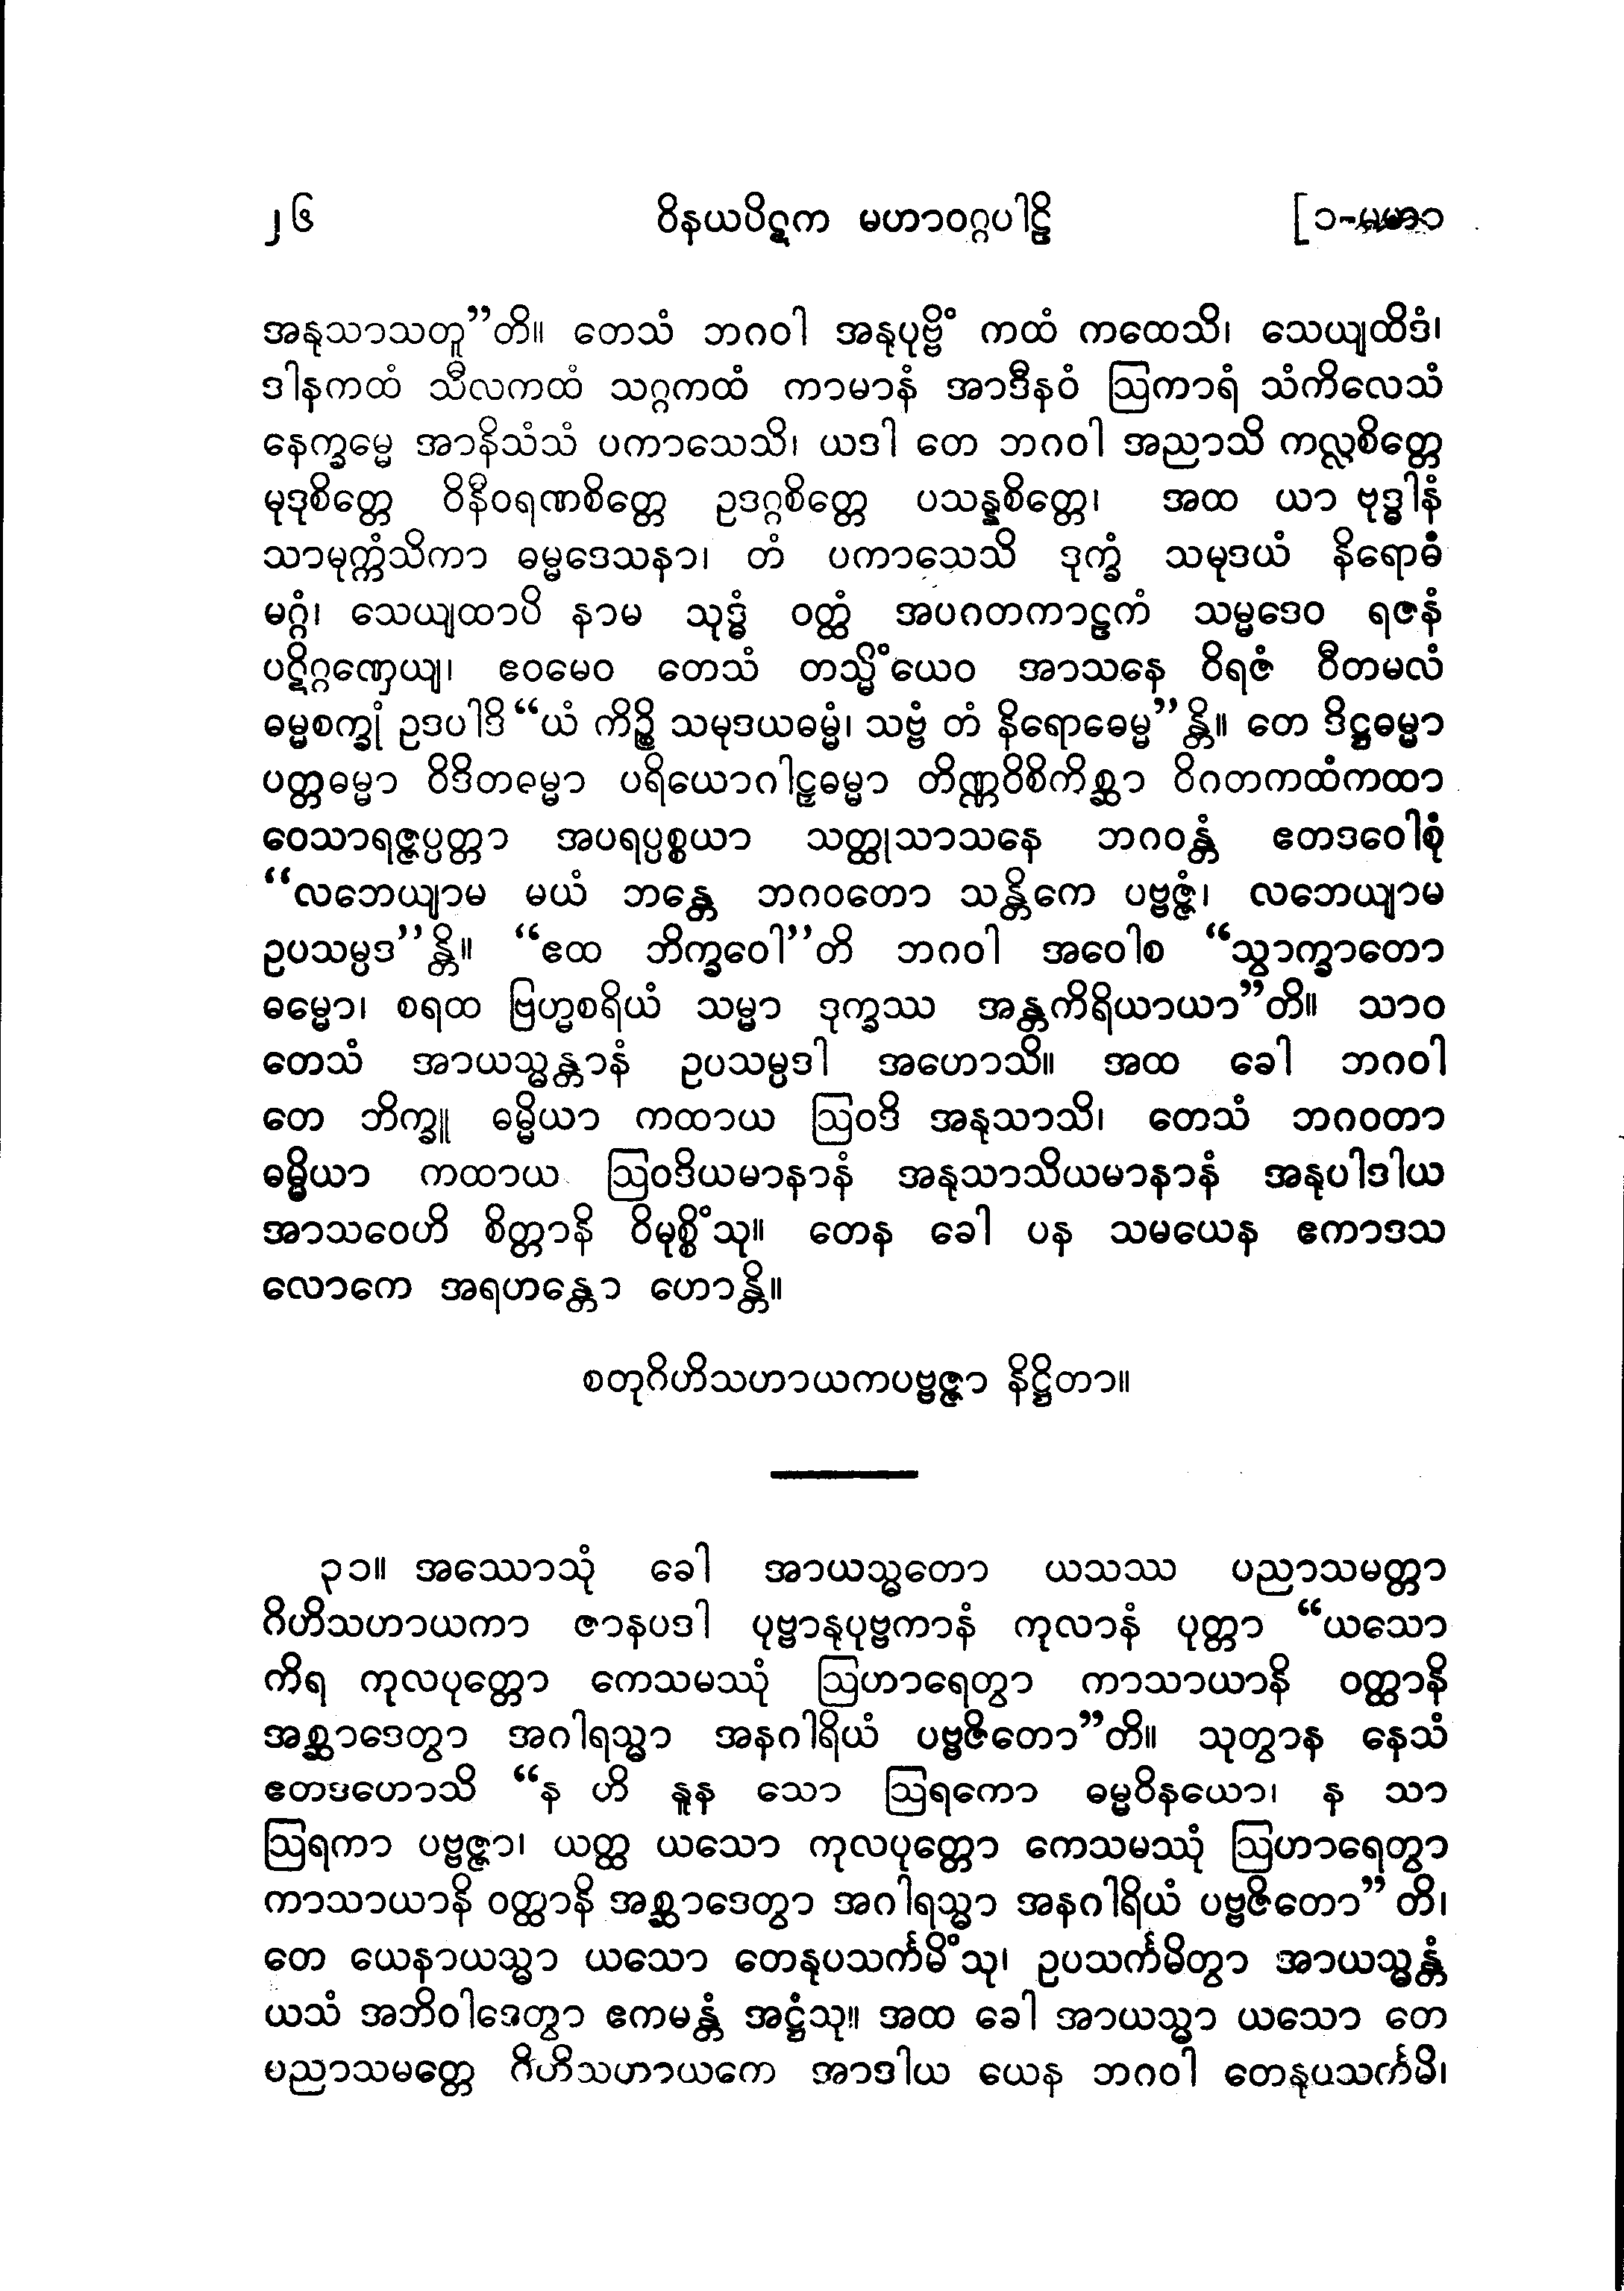 ၂၆ ဝိနယပိဋက မဟာဝဂ္ဂပါဠိ [၁-မဟာ
အနုသာသတူ”တိ။ တေသံ ဘဂဝါ အနုပုဗ္ဗိံ ကထံ ကထေသိ၊ သေယျထိဒံ၊
ဒါနကထံ သီလကထံ သဂ္ဂကထံ ကာမာနံ အာဒီနဝံ ဩကာရံ သံကိလေသံ
နေက္ခမ္မေ အာနိသံသံ ပကာသေသိ၊ ယဒါ တေ ဘဂဝါ အညာသိ ကလ္လစိတ္တေ
မုဒုစိတ္တေ ဝိနီဝရဏစိတ္တေ ဥဒဂ္ဂစိတ္တေ ပသန္နစိတ္တေ၊ အထ ယာ ဗုဒ္ဓါနံ
သာမုက္ကံသိကာ ဓမ္မဒေသနာ၊ တံ ပကာသေသိ ဒုက္ခံ သမုဒယံ နိရောဓံ
မဂ္ဂံ၊ သေယျထာပိ နာမ သုဒ္ဓံ ဝတ္ထံ အပဂတကာဠကံ သမ္မဒေဝ ရဇနံ
ပဋိဂ္ဂဏှေယျ၊ ဧဝမေဝ တေသံ တသ္မိံယေဝ အာသနေ ဝိရဇံ ဝီတမလံ
ဓမ္မစက္ခုံ ဥဒပါဒိ “ယံ ကိဉ္စိ သမုဒယဓမ္မံ၊ သဗ္ဗံ တံ နိရောဓဓမ္မ”န္တိ။ တေ ဒိဋ္ဌဓမ္မာ
ပတ္တဓမ္မာ ဝိဒိတဓမ္မာ ပရိယောဂါဠှဓမ္မာ တိဏ္ဏဝိစိကိစ္ဆာ ဝိဂတကထံကထာ
ဝေသာရဇ္ဇပ္ပတ္တာ အပရပ္ပစ္စယာ သတ္ထုသာသနေ ဘဂဝန္တံ ဧတဒဝေါစုံ
“လဘေယျာမ မယံ ဘန္တေ ဘဂဝတော သန္တိကေ ပဗ္ဗဇ္ဇံ၊ လဘေယျာမ
ဥပသမ္ပဒ”န္တိ။ “ဧထ ဘိက္ခဝေါ”တိ ဘဂဝါ အဝေါစ “သွာက္ခာတော
ဓမ္မော၊ စရထ ဗြဟ္မစရိယံ သမ္မာ ဒုက္ခဿ အန္တကိရိယာယာ”တိ။ သာဝ
တေသံ အာယသ္မန္တာနံ ဥပသမ္ပဒါ အဟောသိ။ အထ ခေါ ဘဂဝါ
တေ ဘိက္ခူ ဓမ္မိယာ ကထာယ ဩဝဒိ အနုသာသိ၊ တေသံ ဘဂဝတာ
ဓမ္မိယာ ကထာယ ဩဝဒိယမာနာနံ အနုသာသိယမာနာနံ အနုပါဒါယ
အာသဝေဟိ စိတ္တာနိ ဝိမုစ္စိံသု။ တေန ခေါ ပန သမယေန ဧကာဒသ
လောကေ အရဟန္တော ဟောန္တိ။
စတုဂိဟိသဟာယကပဗ္ဗဇ္ဇာ နိဋ္ဌိတာ။
၃၁။ အဿောသုံ ခေါ အာယသ္မတော ယသဿ ပညာသမတ္တာ
ဂိဟိသဟာယကာ ဇာနပဒါ ပုဗ္ဗာနုပုဗ္ဗကာနံ ကုလာနံ ပုတ္တာ “ယသော
ကိရ ကုလပုတ္တော ကေသမဿုံ ဩဟာရေတွာ ကာသာယာနိ ဝတ္ထာနိ
အစ္ဆာဒေတွာ အဂါရသ္မာ အနဂါရိယံ ပဗ္ဗဇိတော”တိ။ သုတွာန နေသံ
ဧတဒဟောသိ “န ဟိ နူန သော ဩရကော ဓမ္မဝိနယော၊ န သာ
ဩရကာ ပဗ္ဗဇ္ဇာ၊ ယတ္ထ ယသော ကုလပုတ္တော ကေသမဿုံ ဩဟာရေတွာ
ကာသာယာနိ ဝတ္ထာနိ အစ္ဆာဒေတွာ အဂါရသ္မာ အနဂါရိယံ ပဗ္ဗဇိတော” တိ၊
တေ ယေနာယသ္မာ ယသော တေနုပသင်္ကမိံသု၊ ဥပသင်္ကမိတွာ အာယသ္မန္တံ
ယသံ အဘိဝါဒေတွာ ဧကမန္တံ အဋ္ဌံသု။ အထ ခေါ အာယသ္မာ ယသော တေ
ပညာသမတ္တေ ဂိဟိသဟာယကေ အာဒါယ ယေန ဘဂဝါ တေနုပသင်္ကမိ၊